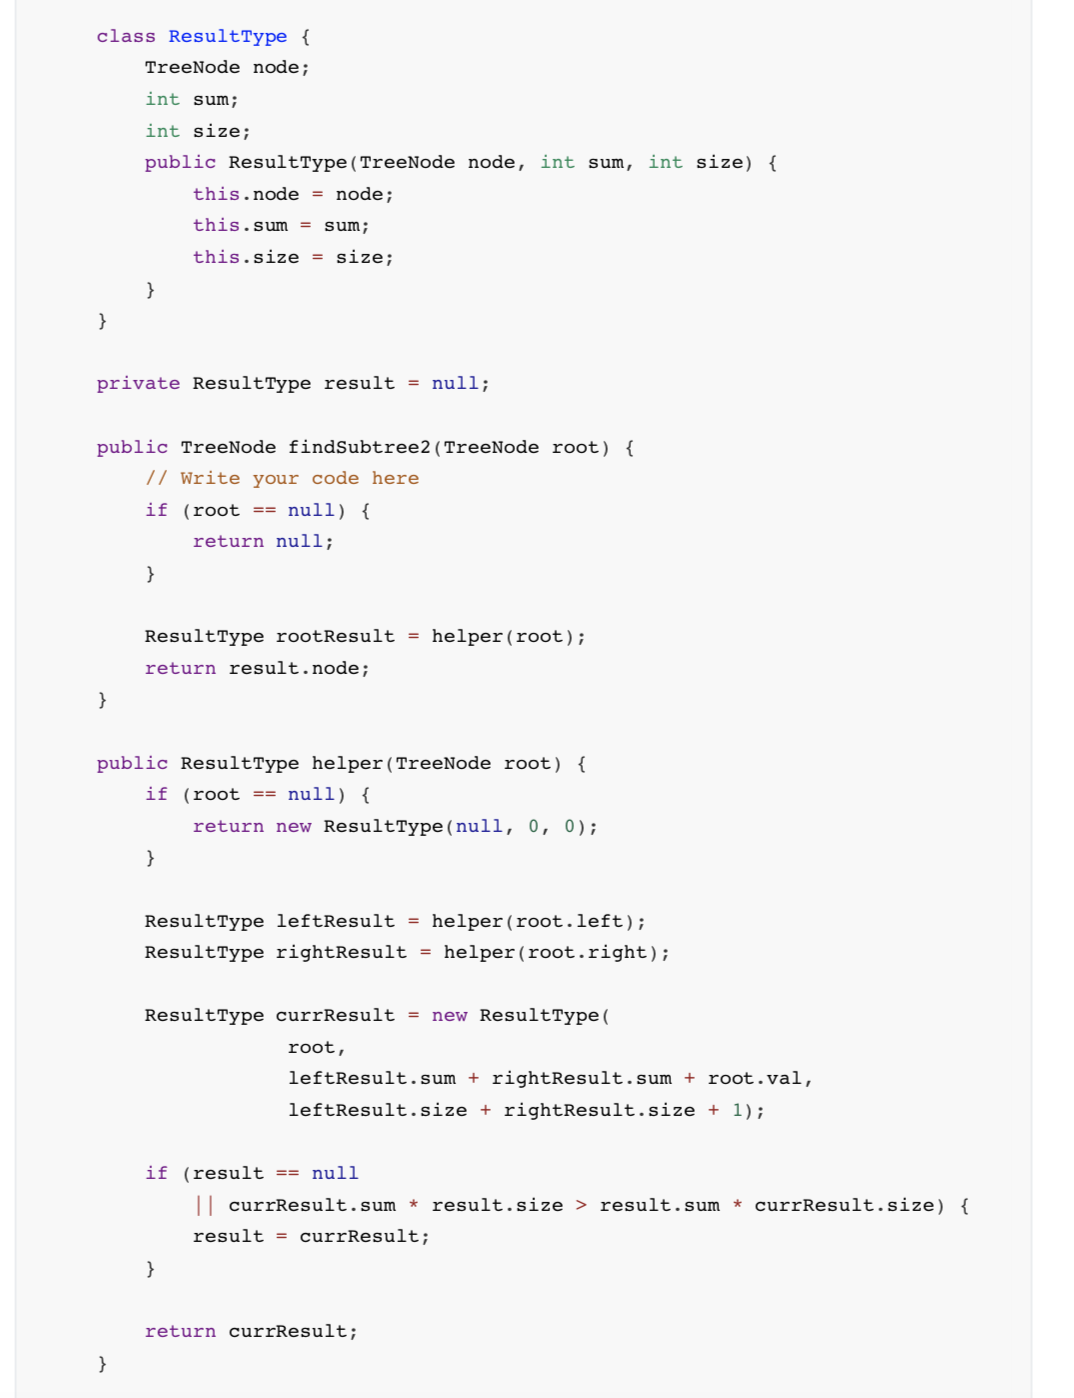 class ResultType {
    TreeNode node;
    int sum;
    int size;
    public ResultType(TreeNode node, int sum, int size) {
        this.node = node;
        this.sum = sum;
        this.size = size;
    }
}

private ResultType result = null;

public TreeNode findSubtree2(TreeNode root) {
    // Write your code here
    if (root == null) {
        return null;
    }

    ResultType rootResult = helper(root);
    return result.node;
}

public ResultType helper(TreeNode root) {
    if (root == null) {
        return new ResultType(null, 0, 0);
    }

    ResultType leftResult = helper(root.left);
    ResultType rightResult = helper(root.right);

    ResultType currResult = new ResultType(
                root,
                leftResult.sum + rightResult.sum + root.val,
                leftResult.size + rightResult.size + 1);

    if (result == null
        || currResult.sum * result.size > result.sum * currResult.size) {
        result = currResult;
    }

    return currResult;
}